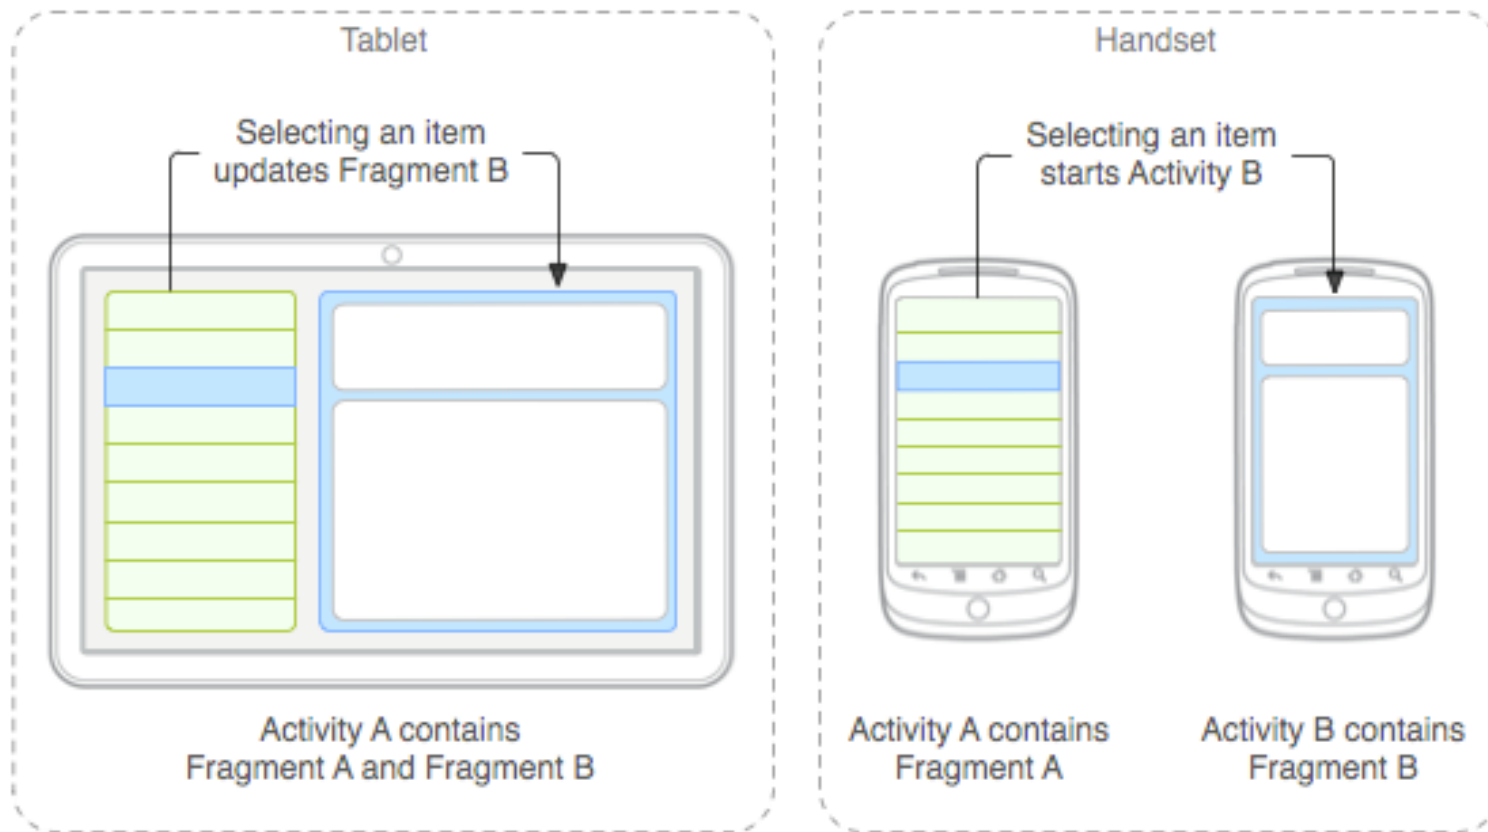 Tablet
Selecting an item
updates Fragment B
Activity A contains
Fragment A and Fragment B
Handset
Selecting an item
starts Activity B
Activity A contains
Fragment A
Activity B contains
Fragment B